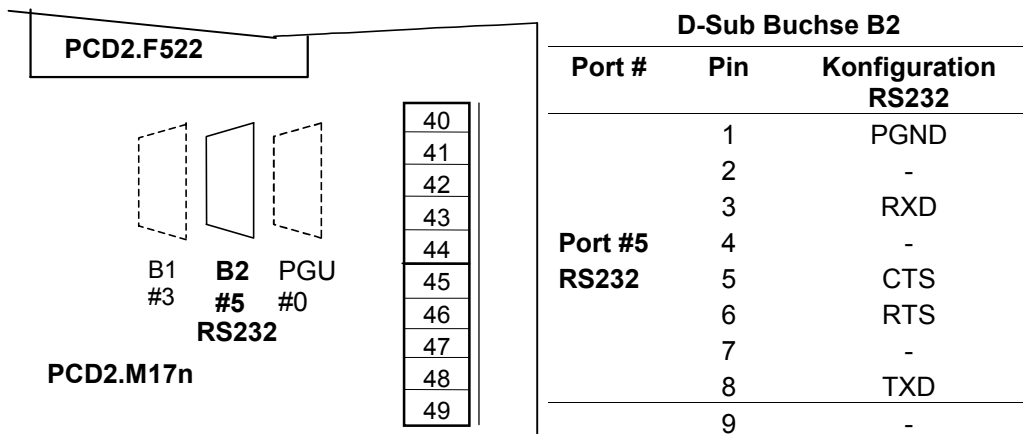 PCD2.F522
40
41
42
43
44
45
46
47
48
49
B1 B2 PGU
#3 #5 #0
RS232
PCD2.M17n
D-Sub Buchse B2
Port # Pin Konfiguration
RS232
1 PGND
2 -
3 RXD
Port #5 4 -
RS232 5 CTS
6 RTS
7 -
8 TXD
9 -